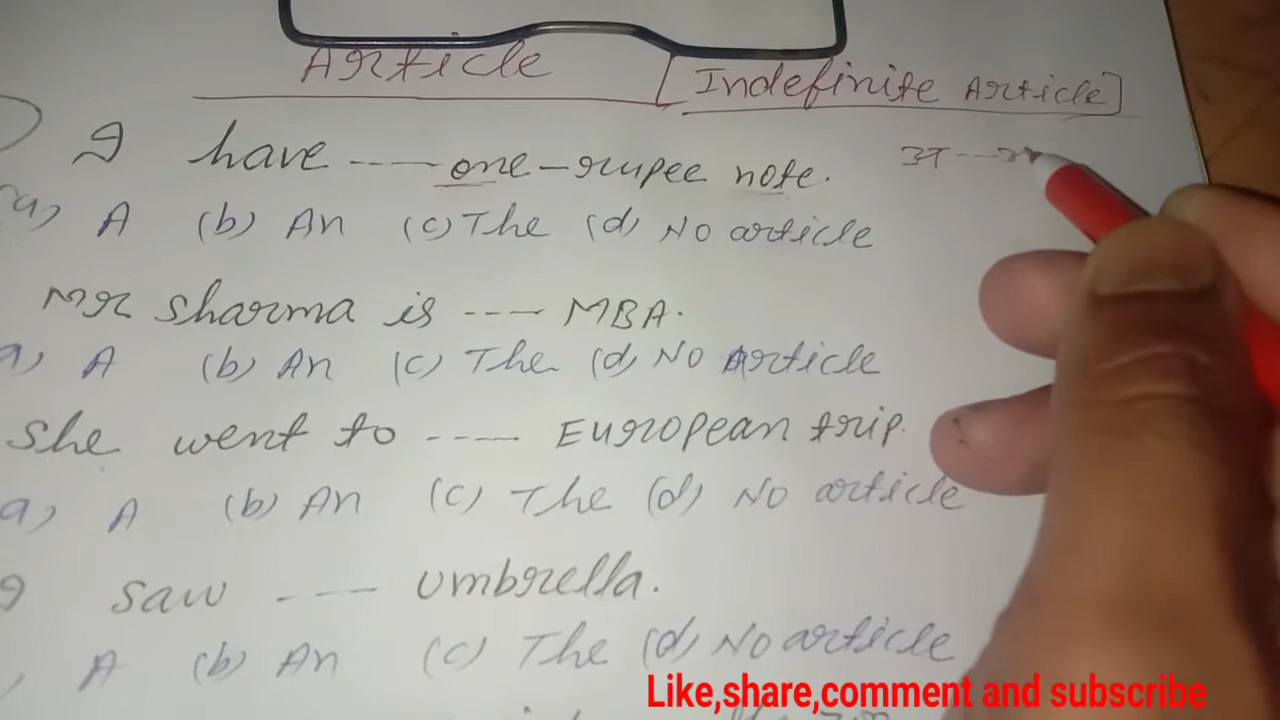 Article [Indefinite Article]
I have ---- one-rupee note. अ---अ
(a) A (b) An (c) The (d) No article
Mr Sharma is ---- MBA.
a) A (b) An (c) The (d) No Article
She went to ---- European trip.
a) A (b) An (c) The (d) No article
I saw ---- umbrella.
) A (b) An (c) The (d) No article
Like,share,comment and subscribe